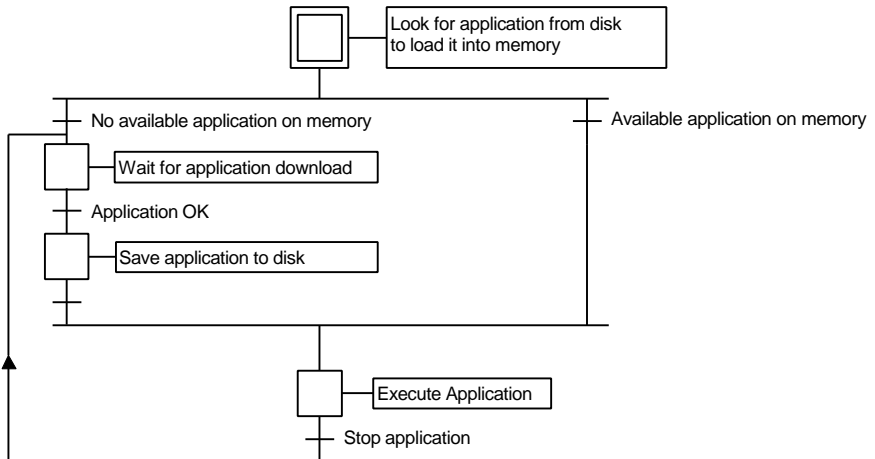 Look for application from disk
to load it into memory
No available application on memory
Available application on memory
Wait for application download
Application OK
Save application to disk
Execute Application
Stop application